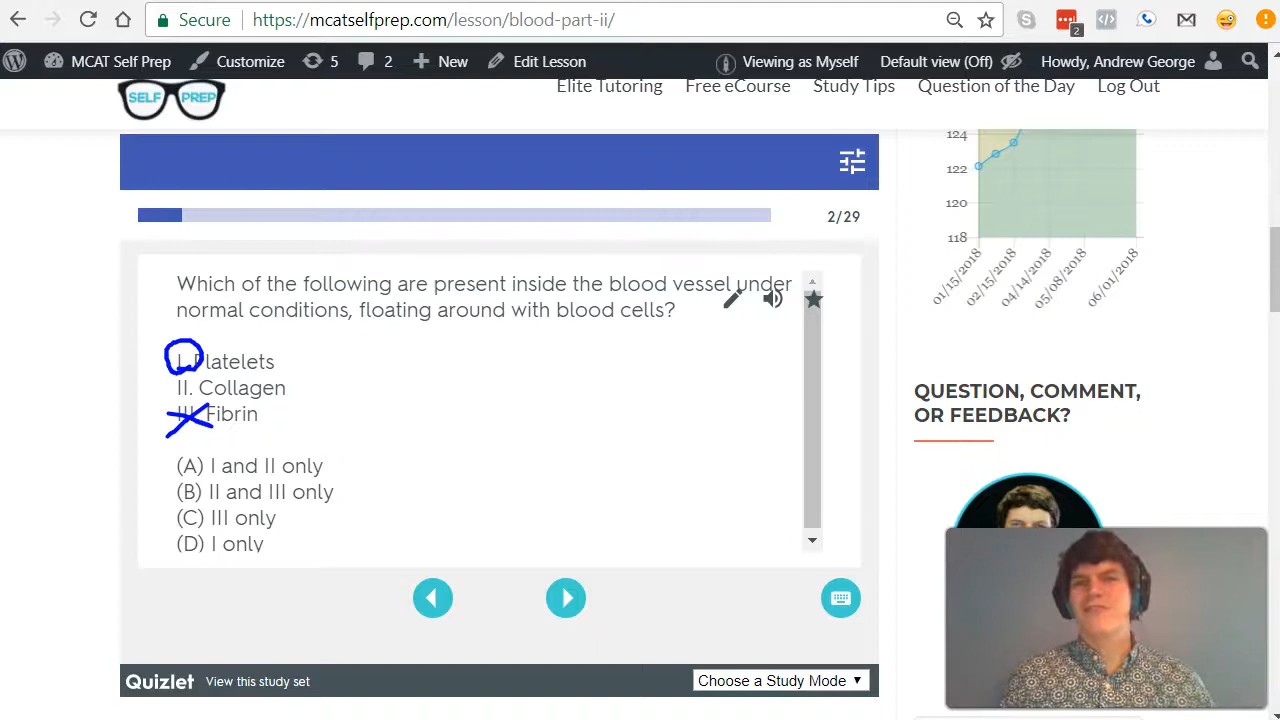 Secure https://mcatselfprep.com/lesson/blood-part-ii/ 2
MCAT Self Prep Customize 5 2 New Edit Lesson Viewing as Myself Default view (Off) Howdy, Andrew George
SELF PREP Elite Tutoring Free eCourse Study Tips Question of the Day Log Out
2/29
Which of the following are present inside the blood vessel under
normal conditions, floating around with blood cells?
I. Platelets
II. Collagen
III. Fibrin
(A) I and II only
(B) II and III only
(C) III only
(D) I only
Quizlet View this study set Choose a Study Mode
124
122
120
118
01/15/2018
02/15/2018
04/14/2018
05/08/2018
06/01/2018
QUESTION, COMMENT,
OR FEEDBACK?